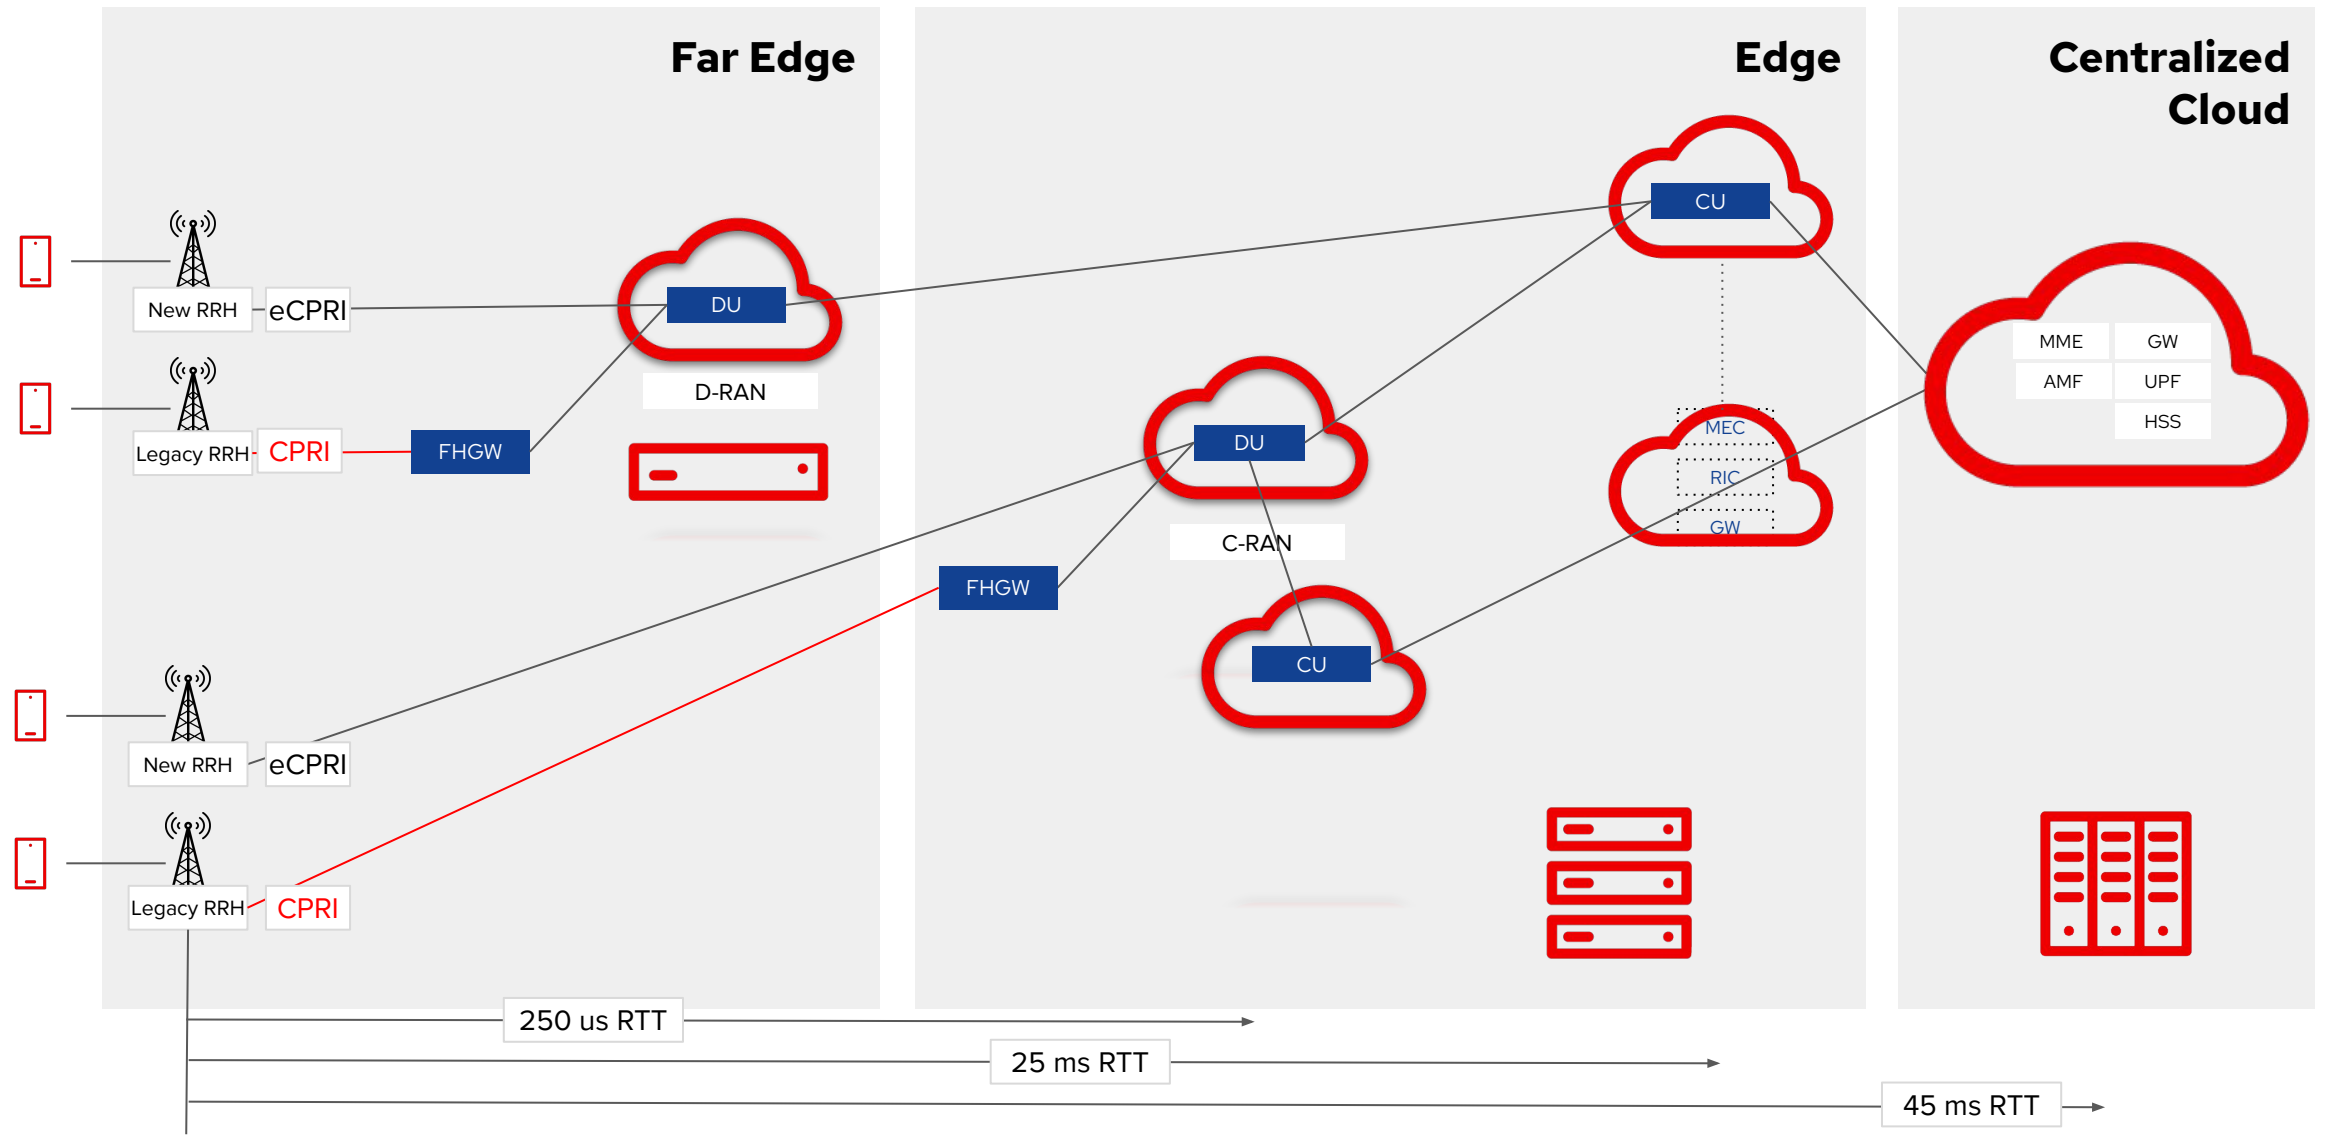 Far Edge
Edge
Centralized
Cloud
CU
New RRH
eCPRI
DU
MME
GW
AMF
UPF
HSS
D-RAN
Legacy RRH
CPRI
FHGW
DU
MEC
RIC
GW
C-RAN
FHGW
CU
New RRH
eCPRI
Legacy RRH
CPRI
250 us RTT
25 ms RTT
45 ms RTT